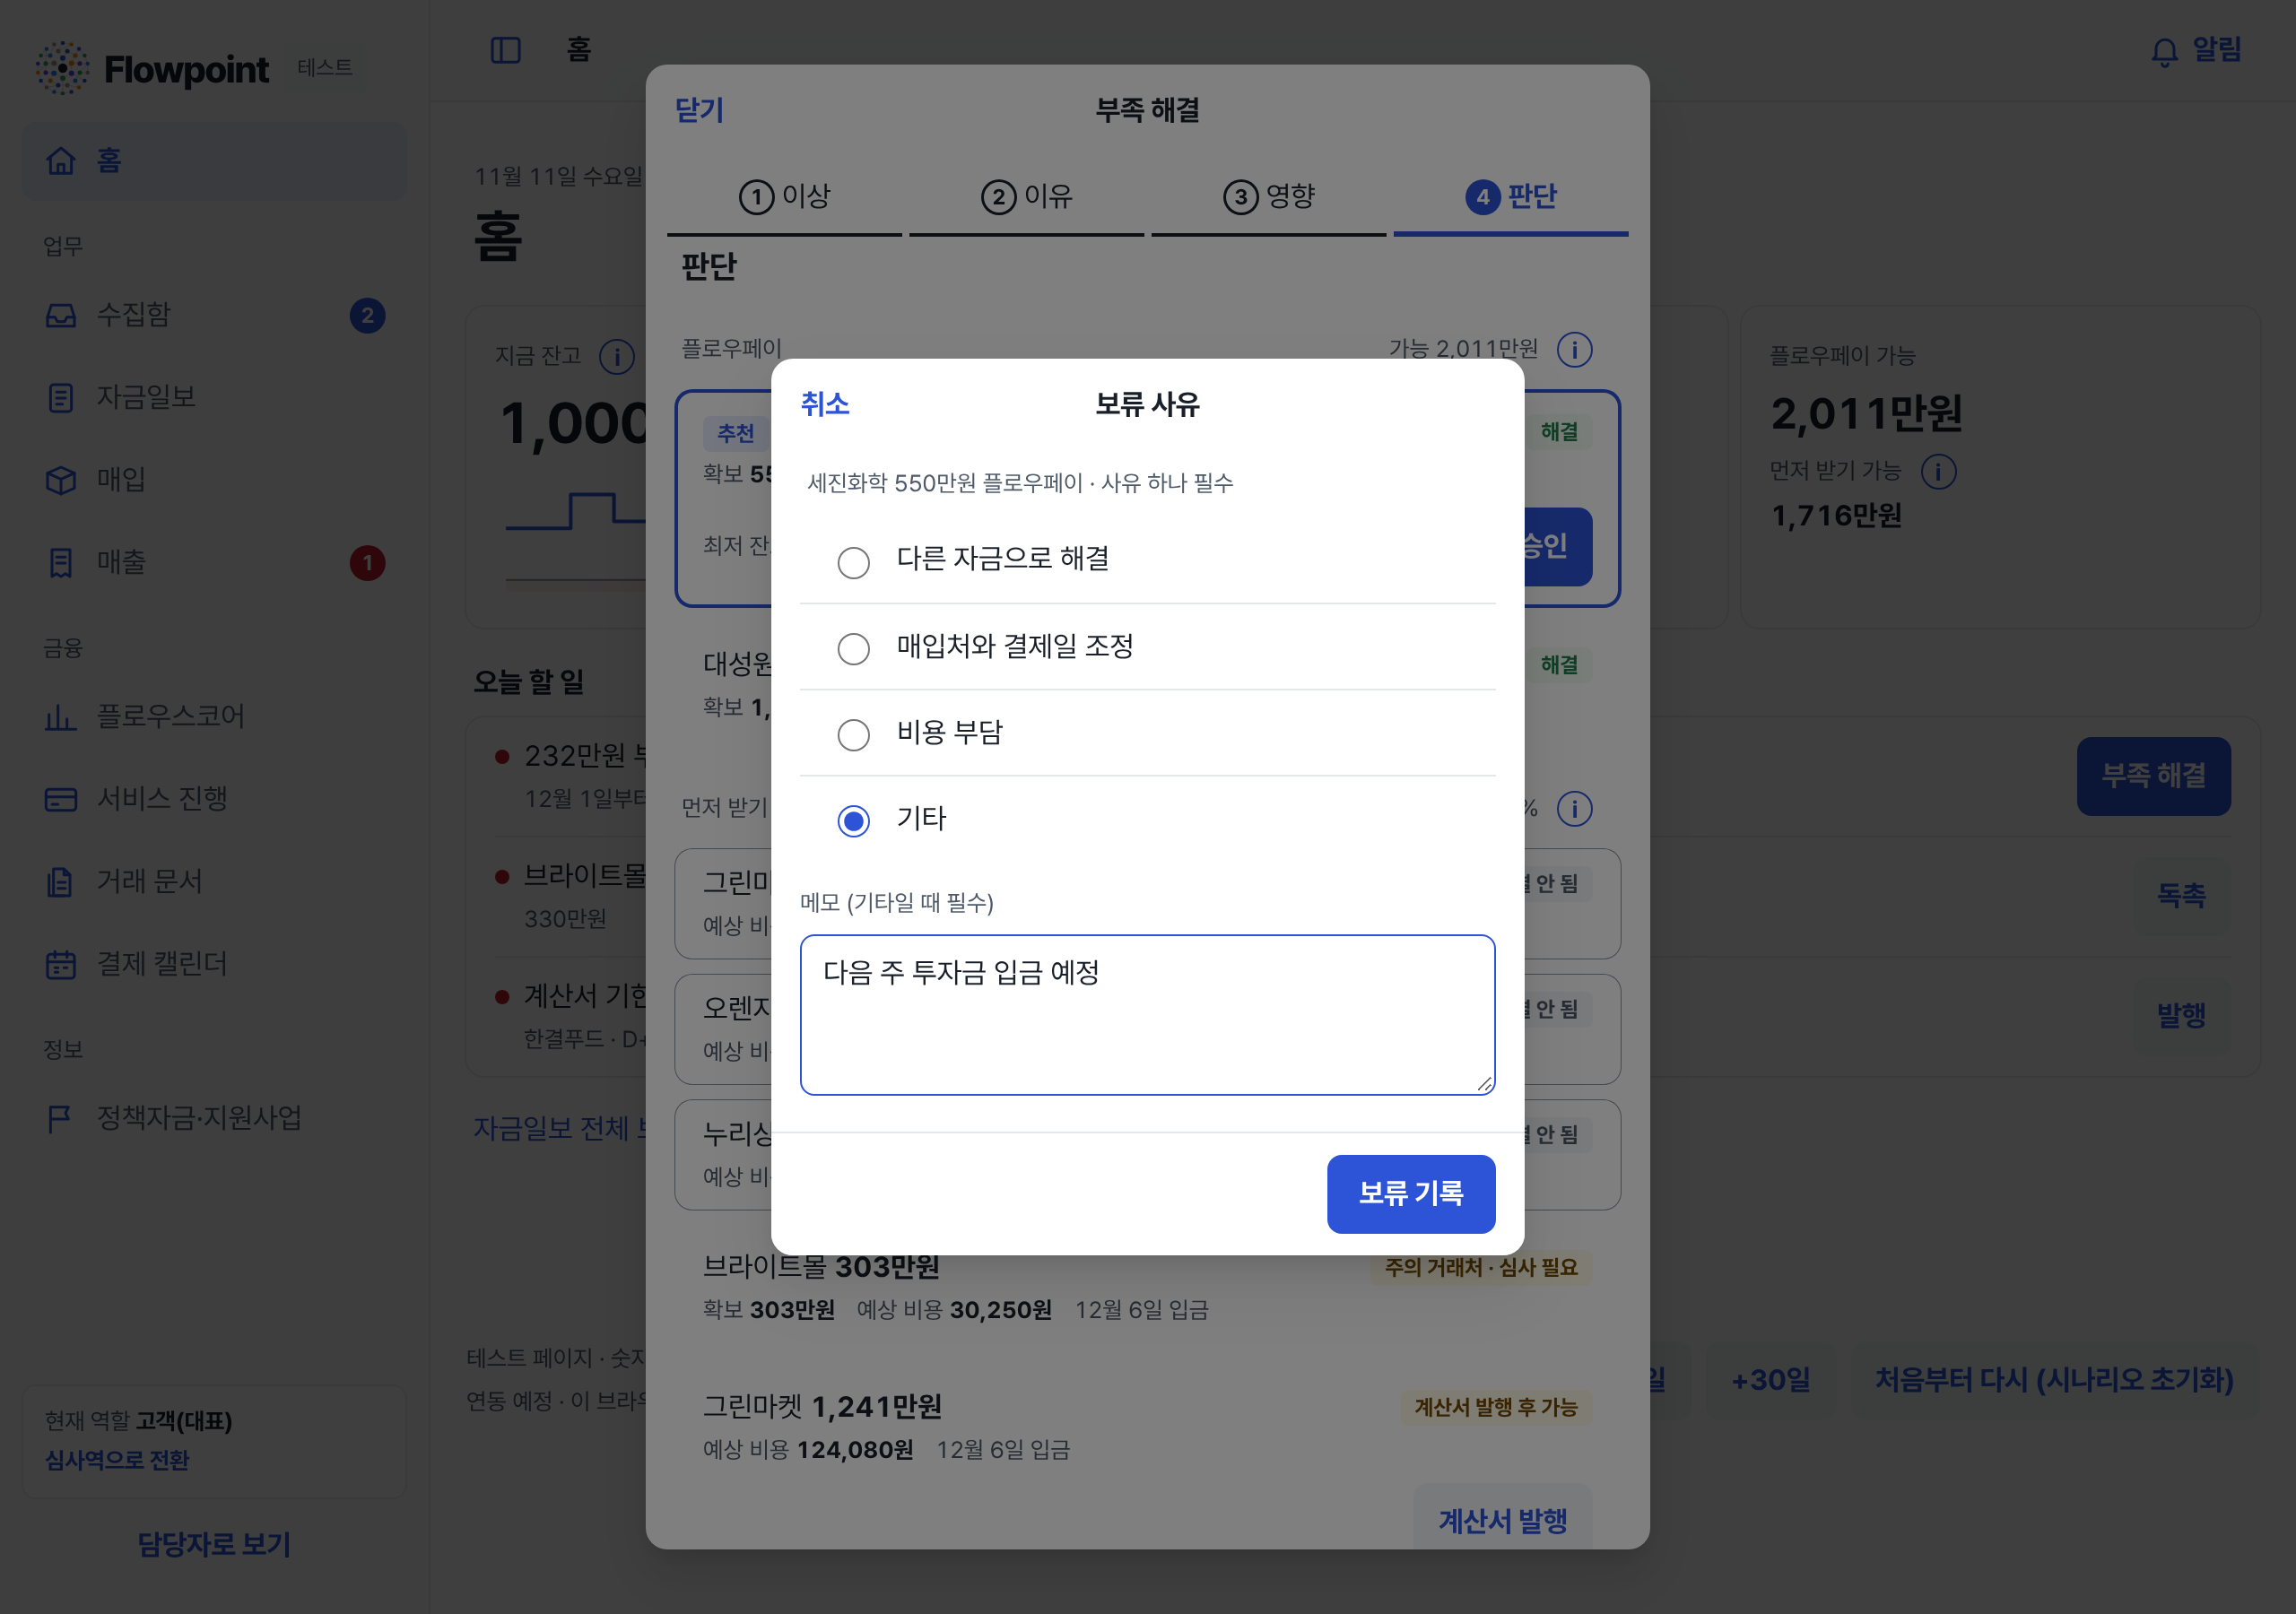 Flowpoint 테스트
홈
업무
수집함 2
자금일보
매입
매출 1
금융
플로우스코어
서비스 진행
거래 문서
결제 캘린더
정보
정책자금·지원사업
현재 역할 고객(대표)
심사역으로 전환
담당자로 보기
홈
알림
11월 11일 수요일
홈
지금 잔고 i
1,000
플로우페이 가능
2,011만원
먼저 받기 가능 i
1,716만원
오늘 할 일
232만원
12월 1일부터
부족 해결
브라이트몰
330만원
독촉
계산서 기한
한결푸드
발행
자금일보 전체
테스트 페이지
연동 예정 · 이
+30일
처음부터 다시 (시나리오 초기화)
닫기
부족 해결
1 이상
2 이유
3 영향
4 판단
판단
플로우페이
가능 2,011만원 i
추천
해결
확보
최저
승인
해결
확보
먼저 받기
% i
안 됨
예상
안 됨
예상
안 됨
예상
브라이트몰 303만원
주의 거래처 · 심사 필요
확보 303만원 예상 비용 30,250원 12월 6일 입금
그린마켓 1,241만원
계산서 발행 후 가능
예상 비용 124,080원 12월 6일 입금
계산서 발행
취소
보류 사유
세진화학 550만원 플로우페이 · 사유 하나 필수
다른 자금으로 해결
매입처와 결제일 조정
비용 부담
기타
메모 (기타일 때 필수)
다음 주 투자금 입금 예정
보류 기록